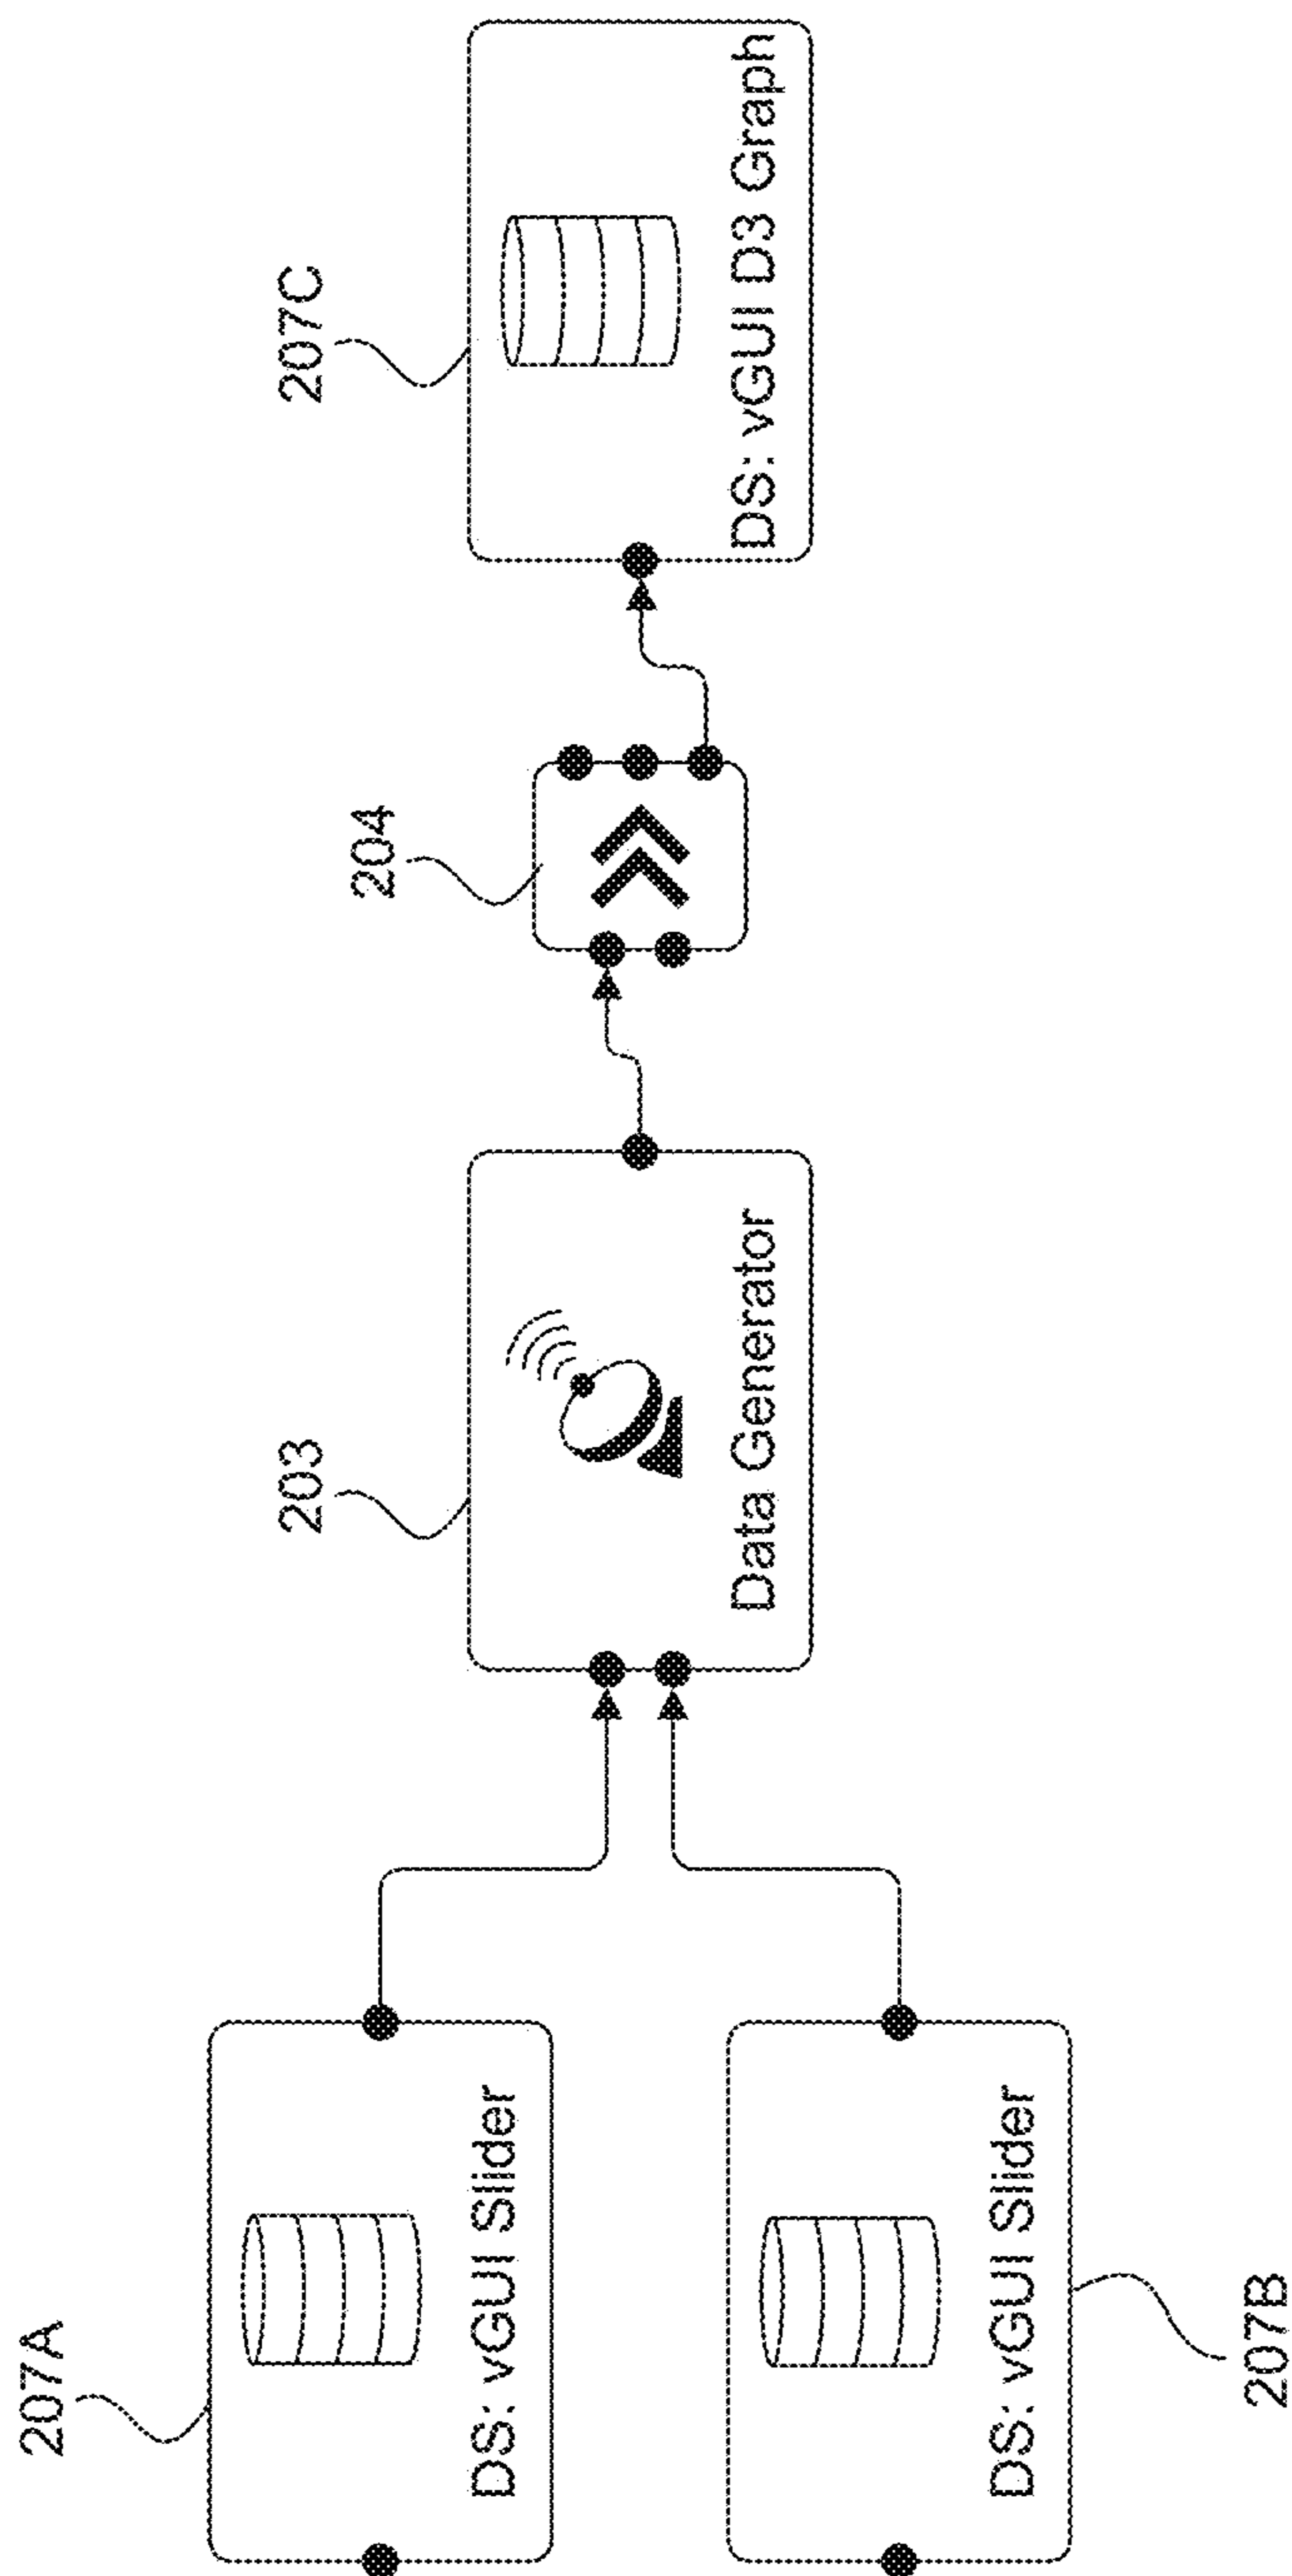 207A
DS: vGUI Slider
207B
DS: vGUI Slider
203
Data Generator
204
207C
DS: vGUI D3 Graph